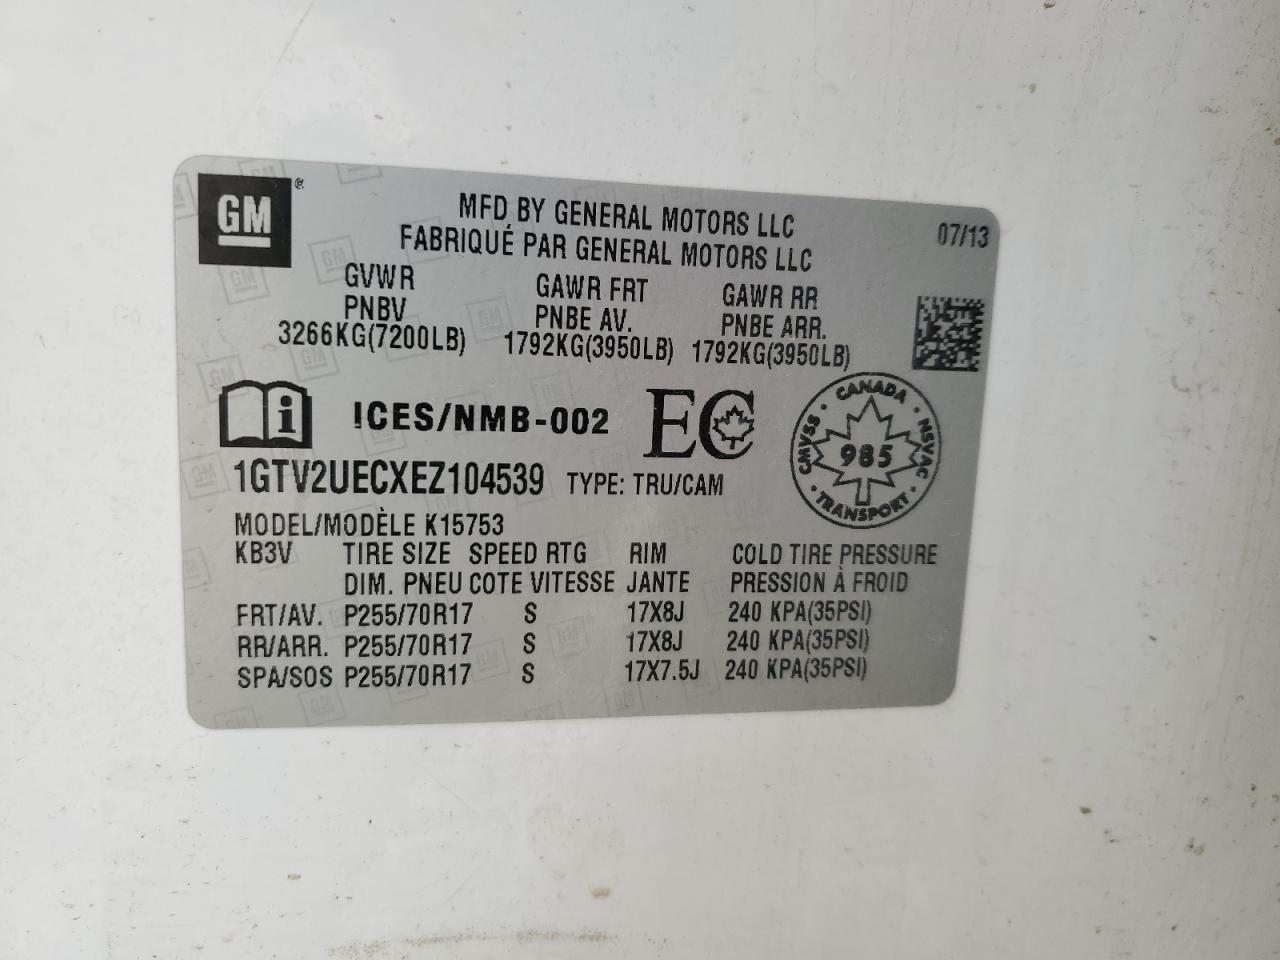 GM
MFD BY GENERAL MOTORS LLC
FABRIQUÉ PAR GENERAL MOTORS LLC
07/13
GVWR GAWR FRT GAWR RR
PNBV PNBE AV. PNBE ARR.
3266KG(7200LB) 1792KG(3950LB) 1792KG(3950LB)
ICES/NMB-002 EC
CANADA
CMVSS · NSVAC
985
TRANSPORT
1GTV2UECXEZ104539 TYPE: TRU/CAM
MODEL/MODÈLE K15753
KB3V TIRE SIZE SPEED RTG RIM COLD TIRE PRESSURE
DIM. PNEU COTE VITESSE JANTE PRESSION À FROID
FRT/AV. P255/70R17 S 17X8J 240 KPA(35PSI)
RR/ARR. P255/70R17 S 17X8J 240 KPA(35PSI)
SPA/SOS P255/70R17 S 17X7.5J 240 KPA(35PSI)